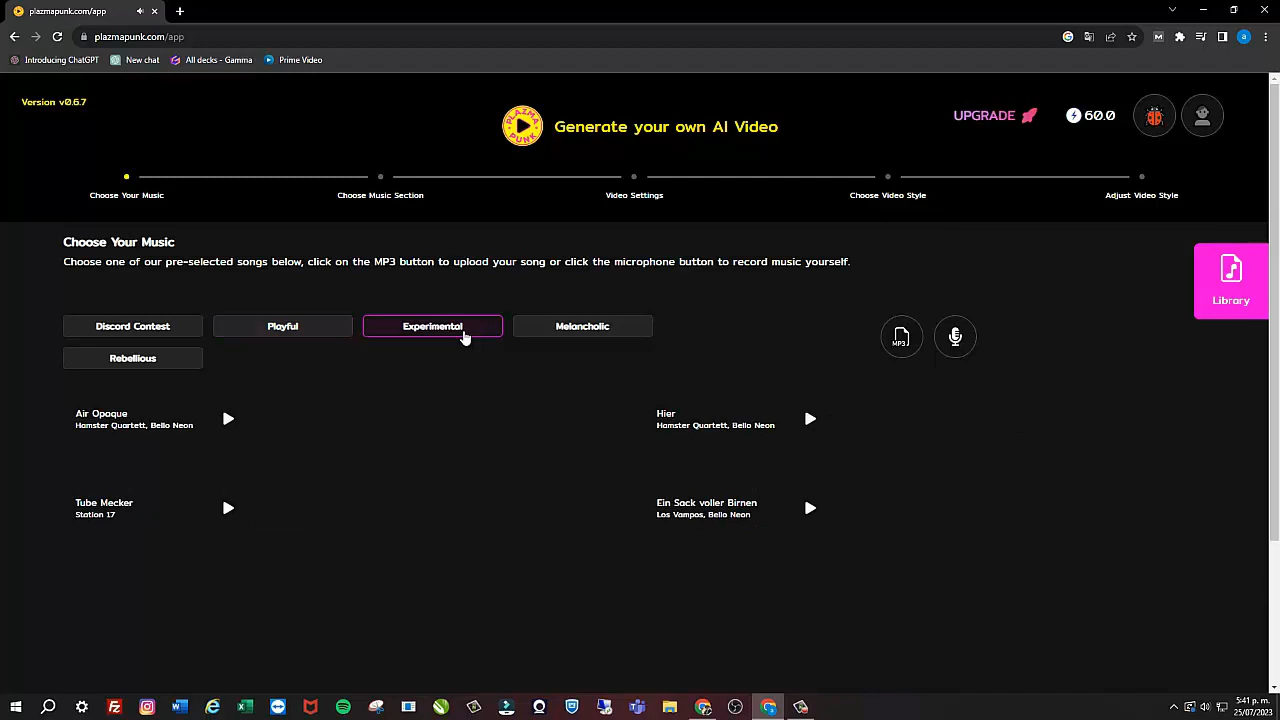 plazmapunk.com/app
plazmapunk.com/app
Introducing ChatGPT
New chat
All decks - Gamma
Prime Video
Version v0.6.7
PLAZMA PUNK
Generate your own AI Video
UPGRADE
60.0
Choose Your Music
Choose Music Section
Video Settings
Choose Video Style
Adjust Video Style
Choose Your Music
Choose one of our pre-selected songs below, click on the MP3 button to upload your song or click the microphone button to record music yourself.
Library
Discord Contest
Playful
Experimental
Melancholic
MP3
Rebellious
Air Opaque
Hamster Quartett, Bello Neon
Hier
Hamster Quartett, Bello Neon
Tube Mecker
Station 17
Ein Sack voller Birnen
Los Vampos, Bello Neon
5:41 p. m.
25/07/2023